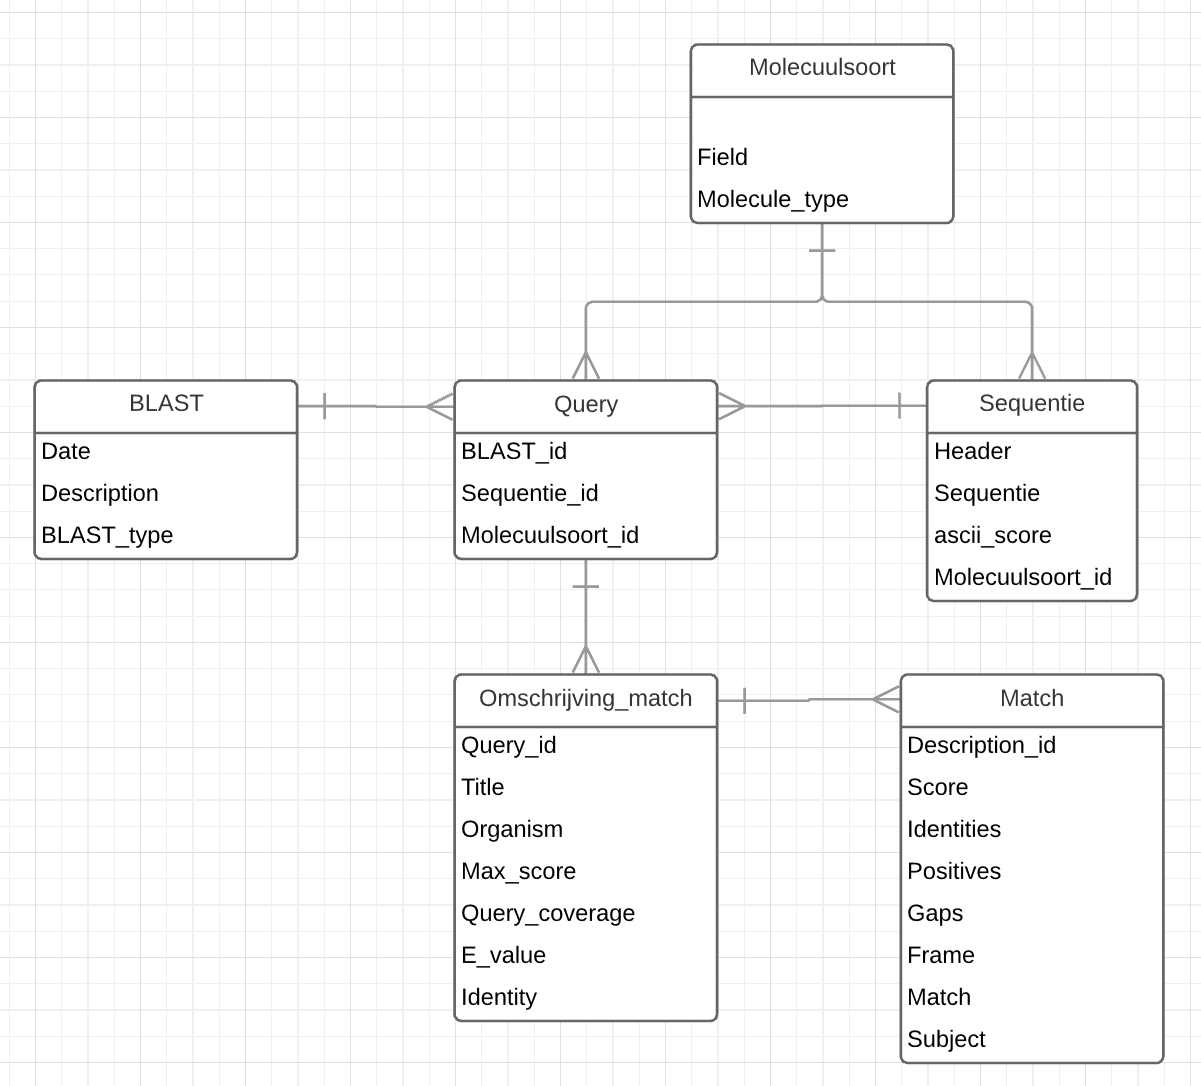 Molecuulsoort
Field
Molecule_type
BLAST
Date
Description
BLAST_type
Query
BLAST_id
Sequentie_id
Molecuulsoort_id
Sequentie
Header
Sequentie
ascii_score
Molecuulsoort_id
Omschrijving_match
Query_id
Title
Organism
Max_score
Query_coverage
E_value
Identity
Match
Description_id
Score
Identities
Positives
Gaps
Frame
Match
Subject